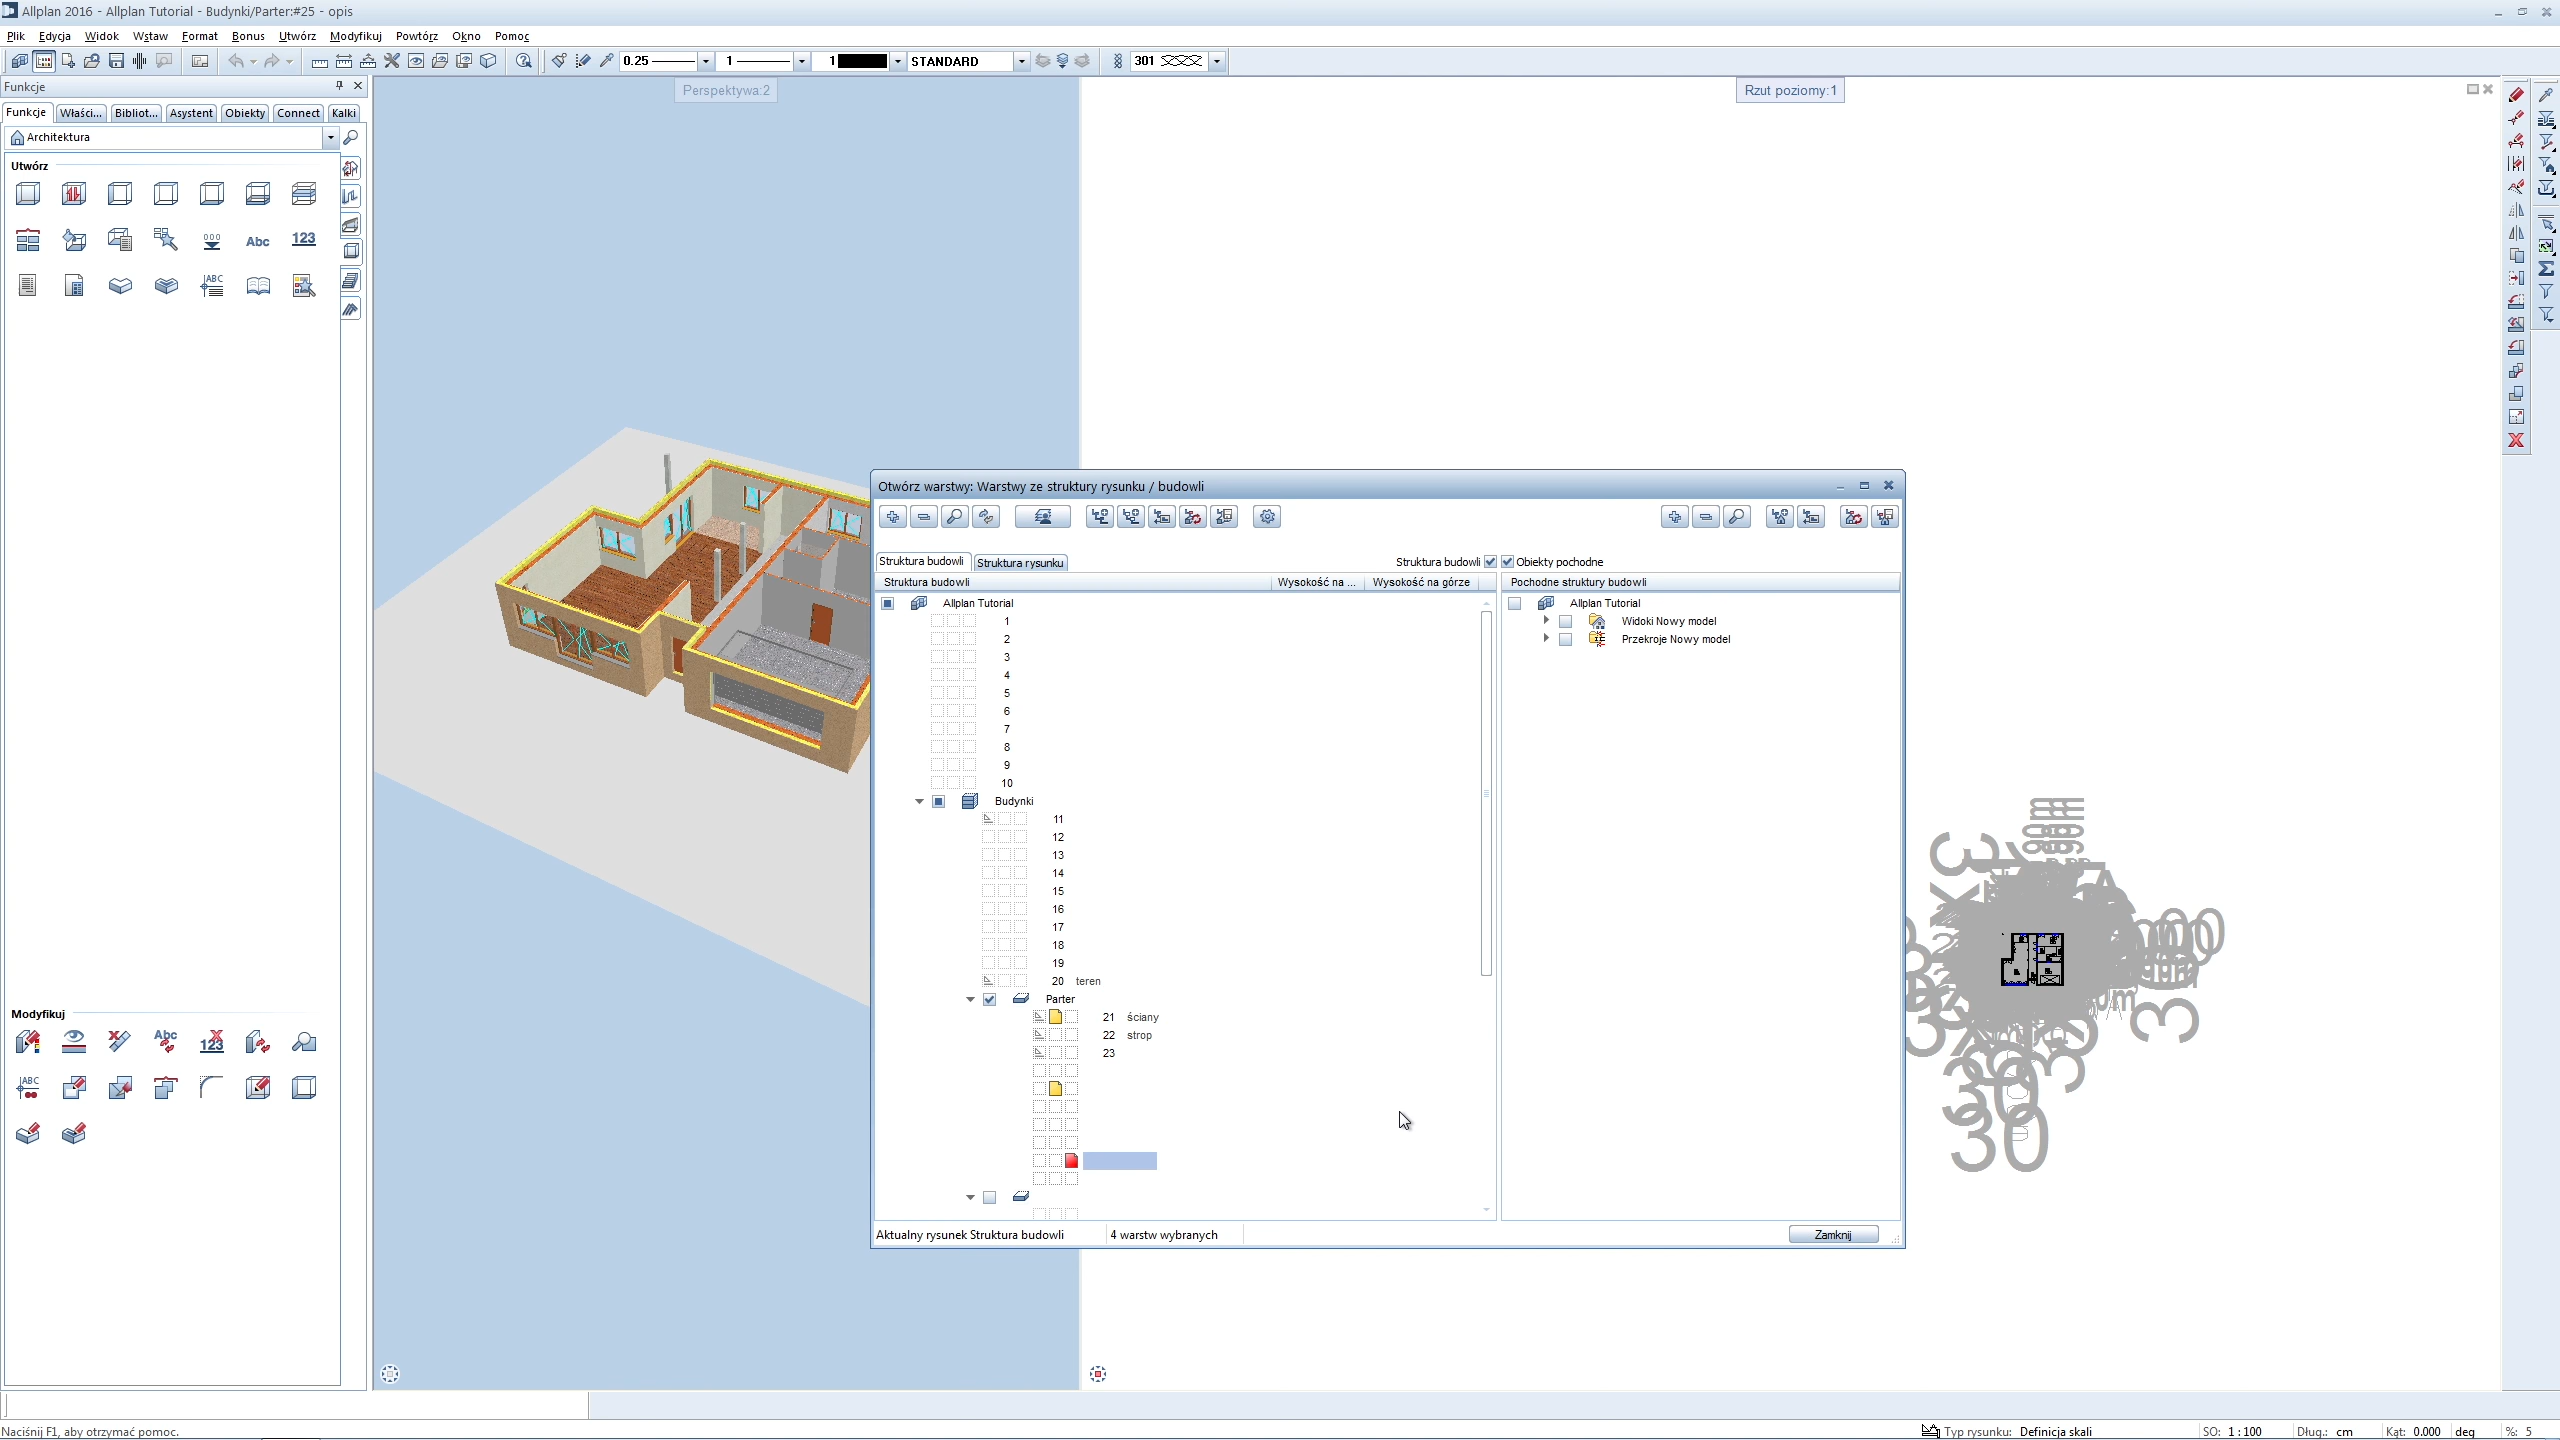 Allplan 2016 - Allplan Tutorial - Budynki/Parter:#25 - opis
Plik Edycja Widok Wstaw Format Bonus Utwórz Modyfikuj Powtórz Okno Pomoc
0.25 1 1 STANDARD 301
Funkcje
Funkcje Właści... Bibliot... Asystent Obiekty Connect Kalki
Architektura
Utwórz
Abc 123
ABC
Modyfikuj
Abc 123
ABC
Perspektywa:2
Rzut poziomy:1
Otwórz warstwy: Warstwy ze struktury rysunku / budowli
Struktura budowli Struktura rysunku
Struktura budowli Obiekty pochodne
Struktura budowli Wysokość na ... Wysokość na górze
Pochodne struktury budowli
Allplan Tutorial
1
2
3
4
5
6
7
8
9
10
Budynki
11
12
13
14
15
16
17
18
19
20 teren
Parter
21 ściany
22 strop
23
Allplan Tutorial
Widoki Nowy model
Przekroje Nowy model
Aktualny rysunek Struktura budowli 4 warstw wybranych
Zamknij
30
30
Naciśnij F1, aby otrzymać pomoc.
Typ rysunku: Definicja skali SO: 1 : 100 Dług.: cm Kąt: 0.000 deg %: 5